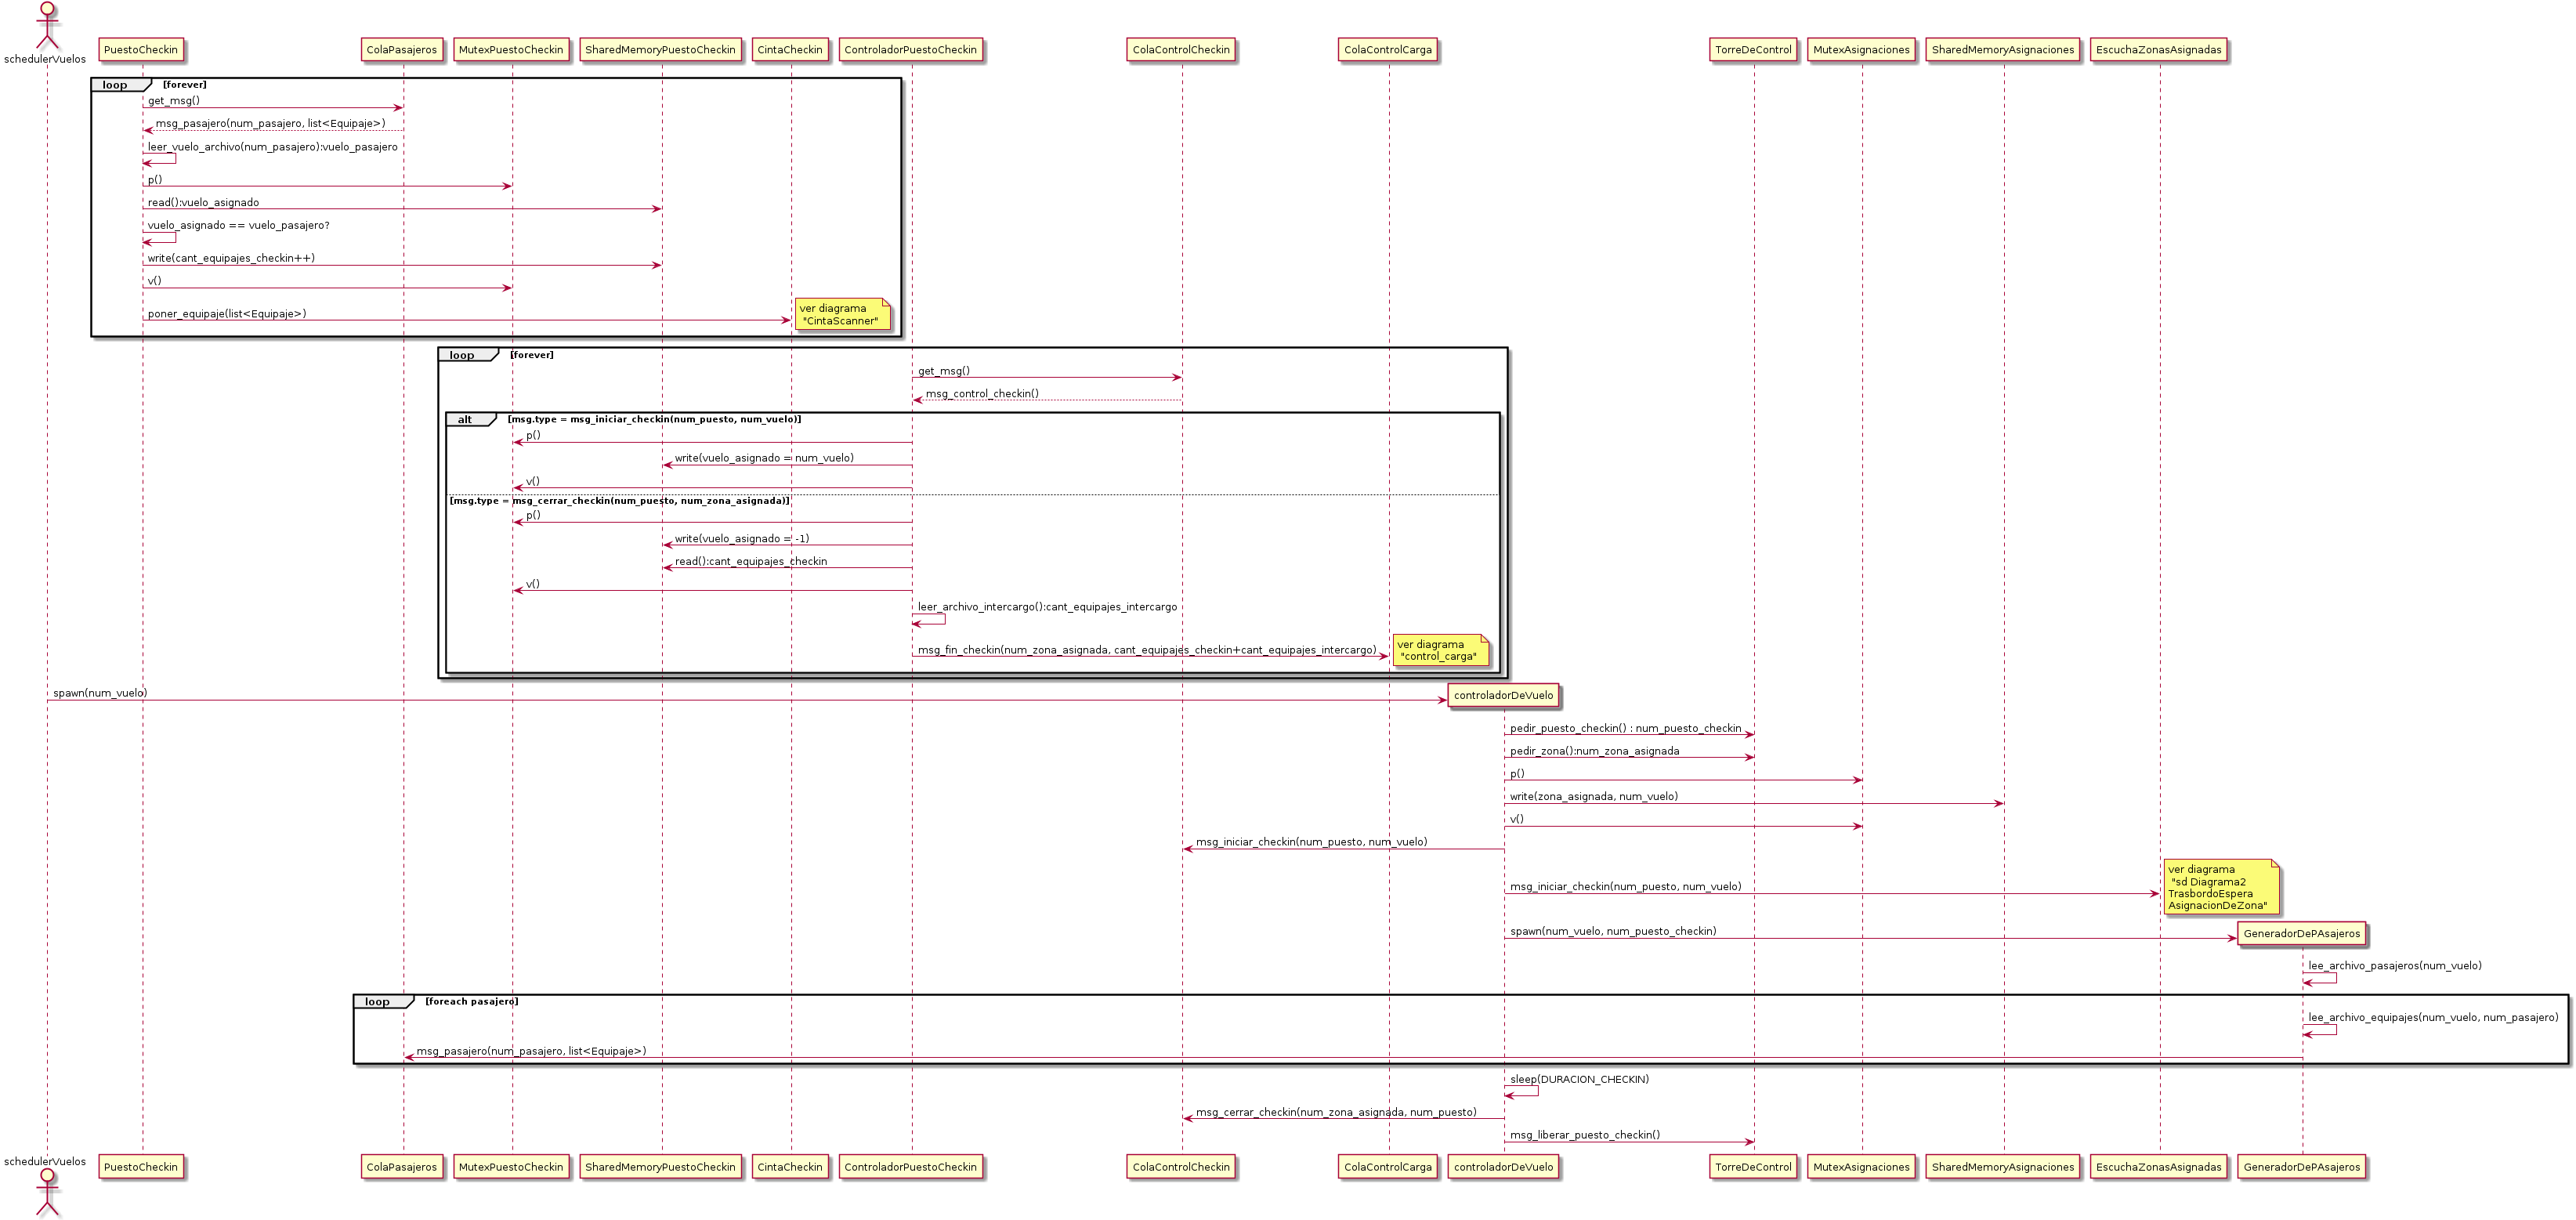 schedulerVuelos
PuestoCheckin
ColaPasajeros
MutexPuestoCheckin
SharedMemoryPuestoCheckin
CintaCheckin
ControladorPuestoCheckin
ColaControlCheckin
ColaControlCarga
TorreDeControl
MutexAsignaciones
SharedMemoryAsignaciones
EscuchaZonasAsignadas
loop [forever]
get_msg()
msg_pasajero(num_pasajero, list<Equipaje>)
leer_vuelo_archivo(num_pasajero):vuelo_pasajero
p()
read():vuelo_asignado
vuelo_asignado == vuelo_pasajero?
write(cant_equipajes_checkin++)
v()
ver diagrama
"CintaScanner"
poner_equipaje(list<Equipaje>)
loop [forever]
get_msg()
msg_control_checkin()
alt [msg.type = msg_iniciar_checkin(num_puesto, num_vuelo)]
p()
write(vuelo_asignado = num_vuelo)
v()
[msg.type = msg_cerrar_checkin(num_puesto, num_zona_asignada)]
p()
write(vuelo_asignado = -1)
read():cant_equipajes_checkin
v()
leer_archivo_intercargo():cant_equipajes_intercargo
msg_fin_checkin(num_zona_asignada, cant_equipajes_checkin+cant_equipajes_intercargo)
ver diagrama
"control_carga"
spawn(num_vuelo)
controladorDeVuelo
pedir_puesto_checkin() : num_puesto_checkin
pedir_zona():num_zona_asignada
p()
write(zona_asignada, num_vuelo)
v()
msg_iniciar_checkin(num_puesto, num_vuelo)
msg_iniciar_checkin(num_puesto, num_vuelo)
ver diagrama
"sd Diagrama2
TrasbordoEspera
AsignacionDeZona"
spawn(num_vuelo, num_puesto_checkin)
GeneradorDePAsajeros
lee_archivo_pasajeros(num_vuelo)
loop [foreach pasajero]
lee_archivo_equipajes(num_vuelo, num_pasajero)
msg_pasajero(num_pasajero, list<Equipaje>)
sleep(DURACION_CHECKIN)
msg_cerrar_checkin(num_zona_asignada, num_puesto)
msg_liberar_puesto_checkin()
schedulerVuelos
PuestoCheckin
ColaPasajeros
MutexPuestoCheckin
SharedMemoryPuestoCheckin
CintaCheckin
ControladorPuestoCheckin
ColaControlCheckin
ColaControlCarga
controladorDeVuelo
TorreDeControl
MutexAsignaciones
SharedMemoryAsignaciones
EscuchaZonasAsignadas
GeneradorDePAsajeros